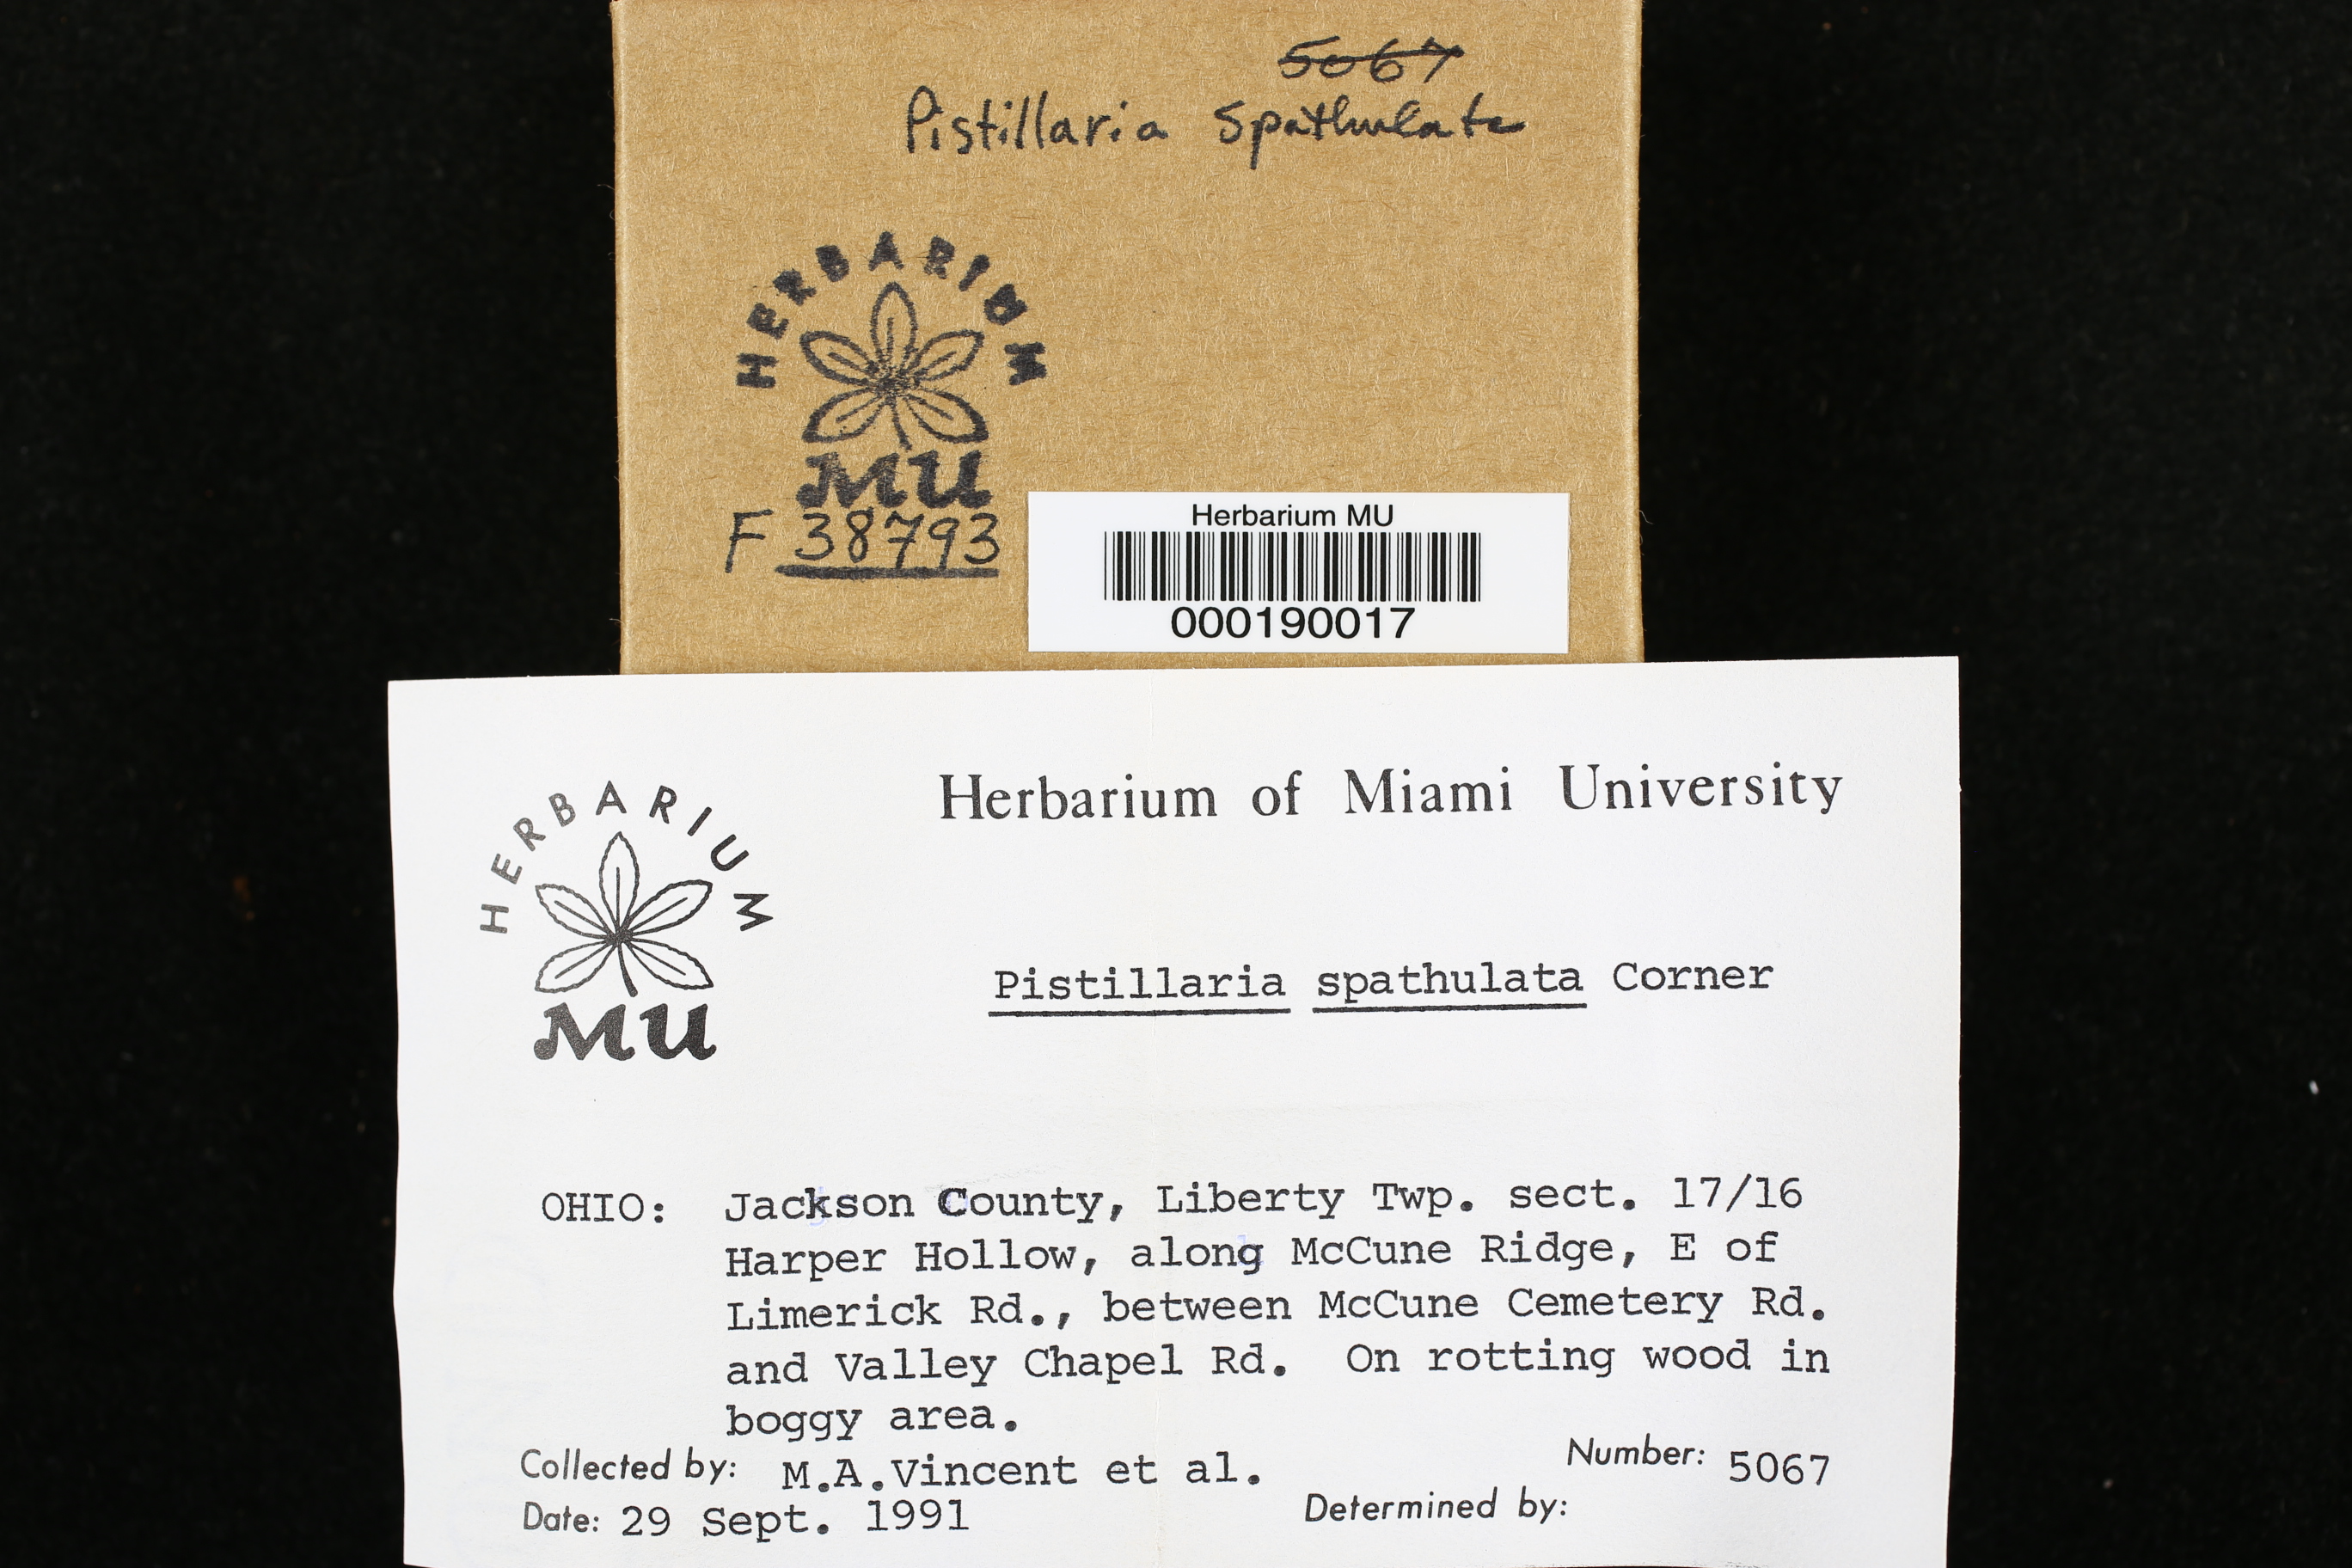 5067
Pistillaria spathulata
HERBARIUM
MU
F 38793
Herbarium MU
000190017
HERBARIUM
MU
Herbarium of Miami University
Pistillaria spathulata Corner
OHIO: Jackson County, Liberty Twp. sect. 17/16
Harper Hollow, along McCune Ridge, E of
Limerick Rd., between McCune Cemetery Rd.
and Valley Chapel Rd. On rotting wood in
boggy area.
Collected by: M.A.Vincent et al.
Number: 5067
Date: 29 Sept. 1991
Determined by: